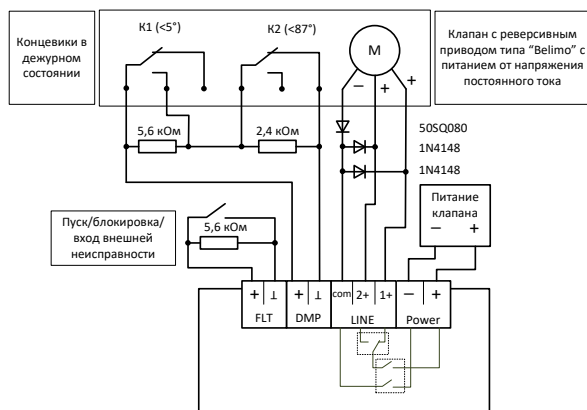 Концевики в
дежурном
состоянии
К1 (<5°)
К2 (<87°)
М
−
+
+
Клапан с реверсивным
приводом типа “Belimo” с
питанием от напряжения
постоянного тока
5,6 кОм
2,4 кОм
50SQ080
1N4148
1N4148
Пуск/блокировка/
вход внешней
неисправности
5,6 кОм
Питание
клапана
− +
+ ⊥ + ⊥ com 2+ 1+ − +
FLT DMP LINE Power